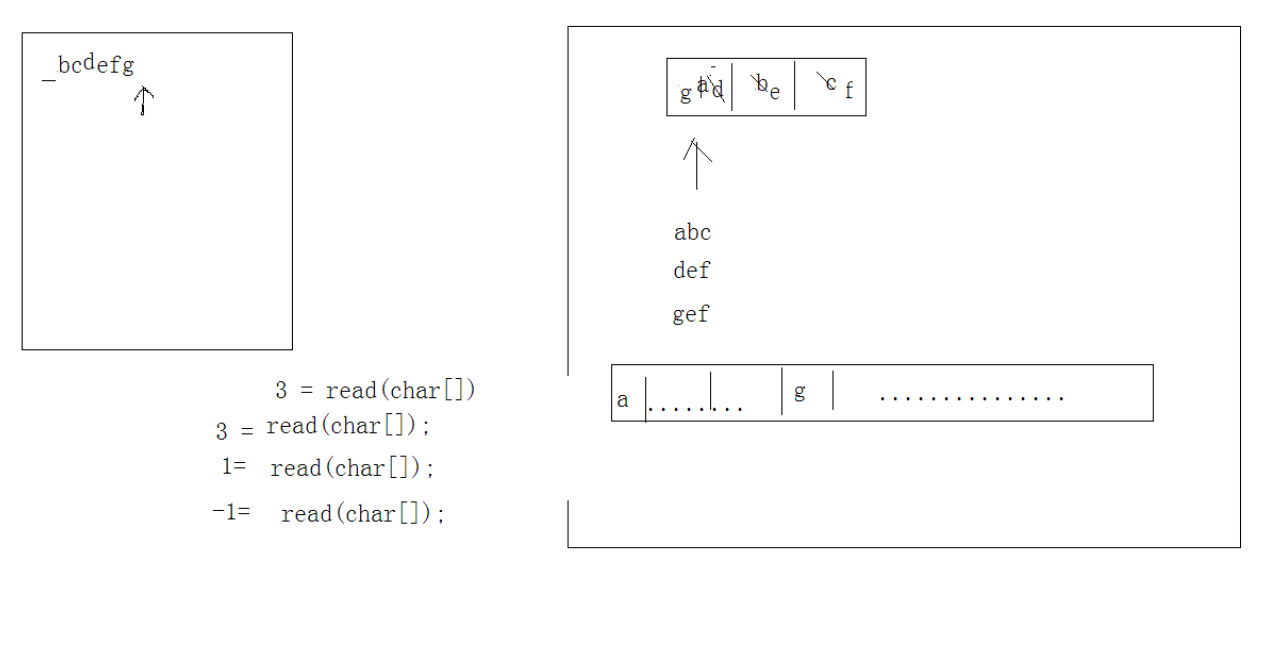 _bcdefg
g a d b e c f
abc
def
gef
a ........ g ...............
3 = read(char[])
3 = read(char[]);
1= read(char[]);
-1= read(char[]);